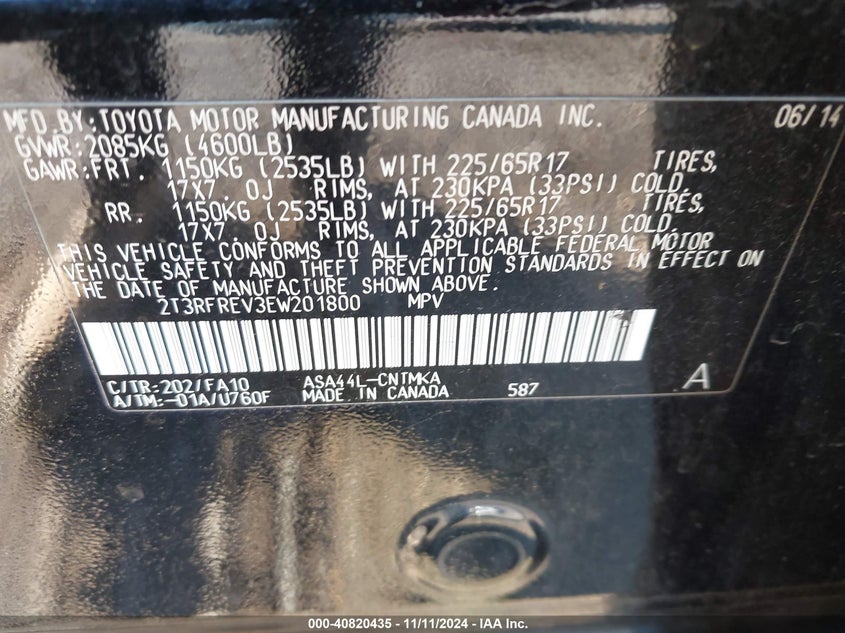 MFD. BY: TOYOTA MOTOR MANUFACTURING CANADA INC. 06/14
GVWR: 2085KG (4600LB)
GAWR: FRT. 1150KG (2535LB) WITH 225/65R17 TIRES,
17X7. 0J RIMS, AT 230KPA (33PSI) COLD.
RR. 1150KG (2535LB) WITH 225/65R17 TIRES,
17X7. 0J RIMS, AT 230KPA (33PSI) COLD.
THIS VEHICLE CONFORMS TO ALL APPLICABLE FEDERAL MOTOR
VEHICLE SAFETY AND THEFT PREVENTION STANDARDS IN EFFECT ON
THE DATE OF MANUFACTURE SHOWN ABOVE.
2T3RFREV3EW201800 MPV
C/TR: 202/FA10 ASA44L-CNTMKA
A/TM: -01A/U760F MADE IN CANADA 587 A
000-40820435 - 11/11/2024 - IAA Inc.